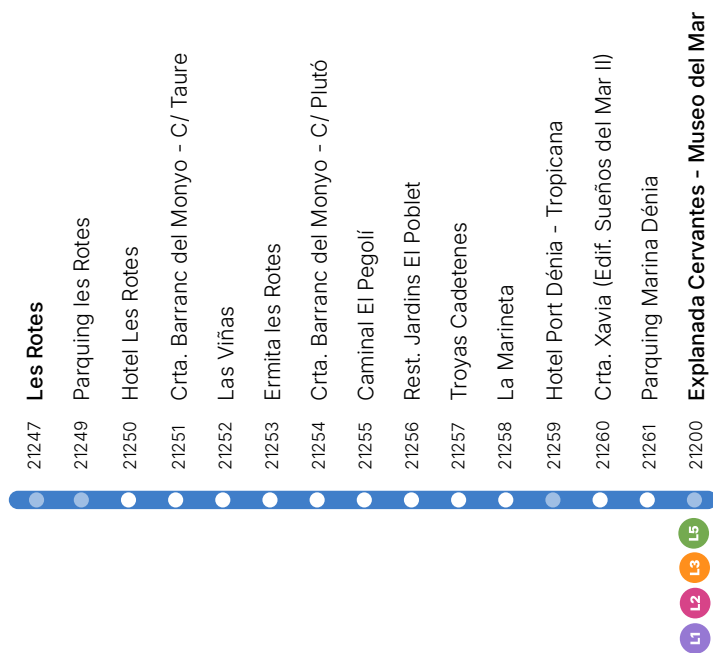 21247 Les Rotes
21249 Parquing les Rotes
21250 Hotel Les Rotes
21251 Crta. Barranc del Monyo - C/ Taure
21252 Las Viñas
21253 Ermita les Rotes
21254 Crta. Barranc del Monyo - C/ Plutó
21255 Caminal El Pegolí
21256 Rest. Jardins El Poblet
21257 Troyas Cadetenes
21258 La Marineta
21259 Hotel Port Dénia - Tropicana
21260 Crta. Xavia (Edif. Sueños del Mar II)
21261 Parquing Marina Dénia
21200 Explanada Cervantes - Museo del Mar
L1 L2 L3 L5